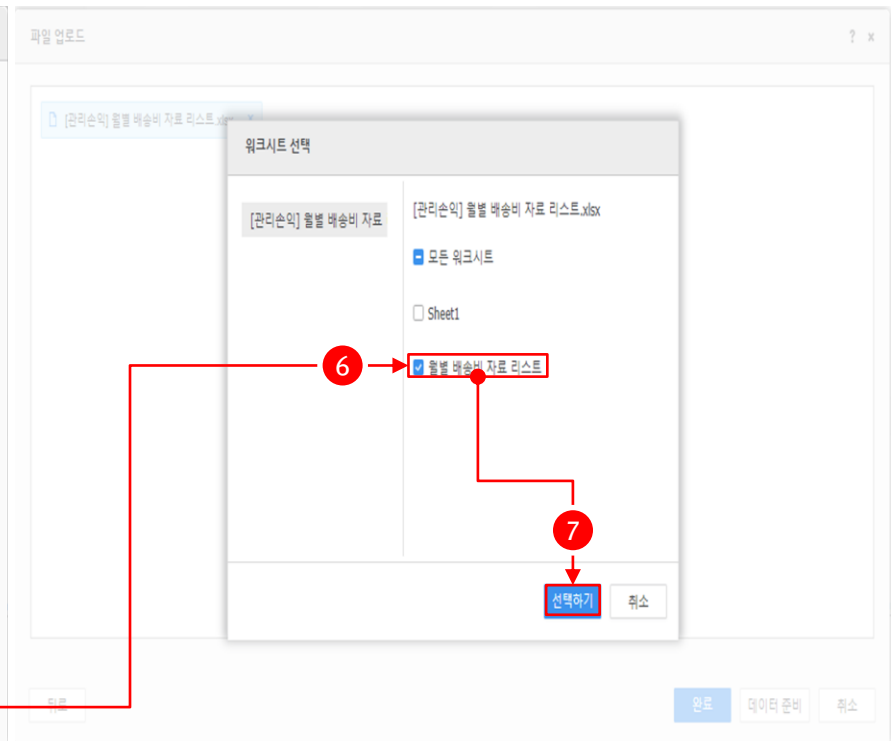 파일 업로드
? x
[관리손익] 월별 배송비 자료 리스트.xlsx x
워크시트 선택
[관리손익] 월별 배송비 자료
[관리손익] 월별 배송비 자료 리스트.xlsx
모든 워크시트
Sheet1
6
월별 배송비 자료 리스트
7
선택하기 취소
뒤로 완료 데이터 준비 취소